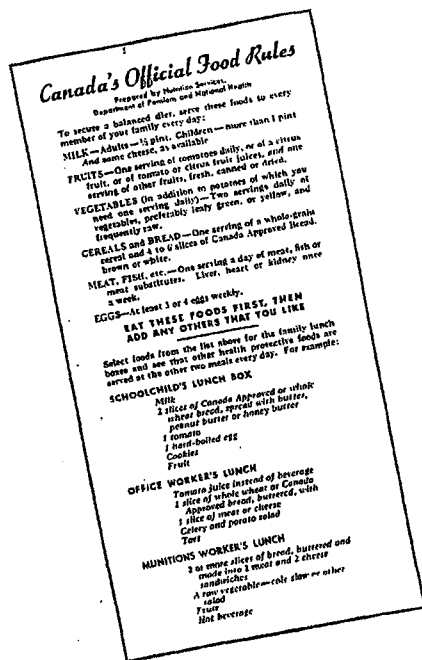 Canada's Official Food Rules
Prepared by Nutrition Services,
Department of Pensions and National Health
To secure a balanced diet, serve these foods to every
member of your family every day:
MILK—Adults—½ pint. Children—more than 1 pint
And some cheese, as available
FRUITS—One serving of tomatoes daily, or of a citrus
fruit, or of tomato or citrus fruit juices, and one
serving of other fruits, fresh, canned or dried.
VEGETABLES (In addition to potatoes of which you
need one serving daily)—Two servings daily of
vegetables, preferably leafy green, or yellow, and
frequently raw.
CEREALS and BREAD—One serving of a whole-grain
cereal and 4 to 6 slices of Canada Approved Bread,
brown or white.
MEAT, FISH, etc.—One serving a day of meat, fish or
meat substitutes. Liver, heart or kidney once
a week.
EGGS—At least 3 or 4 eggs weekly.
EAT THESE FOODS FIRST, THEN
ADD ANY OTHERS THAT YOU LIKE
Select foods from the list above for the family lunch
boxes and see that other health protective foods are
served at the other two meals every day. For example:
SCHOOLCHILD'S LUNCH BOX
Milk
2 slices of Canada Approved or whole
wheat bread, spread with butter,
peanut butter or honey butter
1 tomato
1 hard-boiled egg
Cookies
Fruit
OFFICE WORKER'S LUNCH
Tomato juice instead of beverage
1 slice of whole wheat or Canada
Approved bread, buttered, with
1 slice of meat or cheese
Celery and potato salad
Tart
MUNITIONS WORKER'S LUNCH
2 or more slices of bread, buttered and
made into 2 meat and 2 cheese
sandwiches
A raw vegetable—cole slaw or other
salad
Fruit
Hot beverage